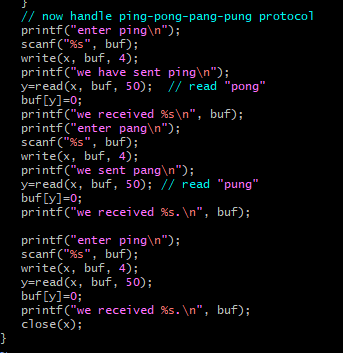 }
// now handle ping-pong-pang-pung protocol
printf("enter ping\n");
scanf("%s", buf);
write(x, buf, 4);
printf("we have sent ping\n");
y=read(x, buf, 50);  // read "pong"
buf[y]=0;
printf("we received %s\n", buf);
printf("enter pang\n");
scanf("%s", buf);
write(x, buf, 4);
printf("we sent pang\n");
y=read(x, buf, 50); // read "pung"
buf[y]=0;
printf("we received %s.\n", buf);
printf("enter ping\n");
scanf("%s", buf);
write(x, buf, 4);
y=read(x, buf, 50);
buf[y]=0;
printf("we received %s.\n", buf);
close(x);
}